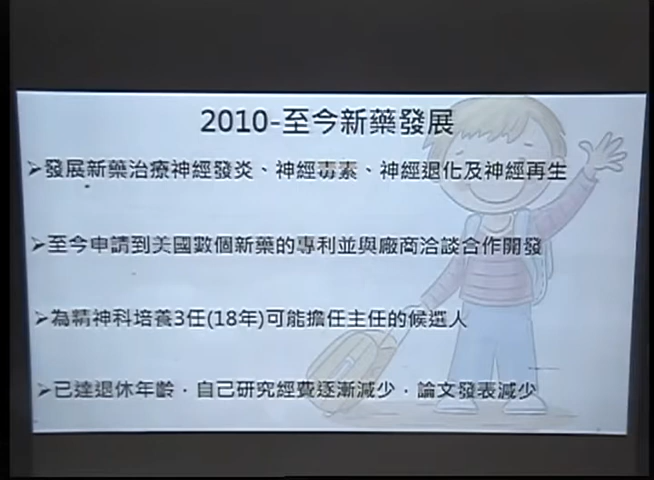 2010-至今新藥發展
➢發展新藥治療神經發炎、神經毒素、神經退化及神經再生
➢至今申請到美國數個新藥的專利並與廠商洽談合作開發
➢為精神科培養3任(18年)可能擔任主任的候選人
➢已達退休年齡，自己研究經費逐漸減少，論文發表減少